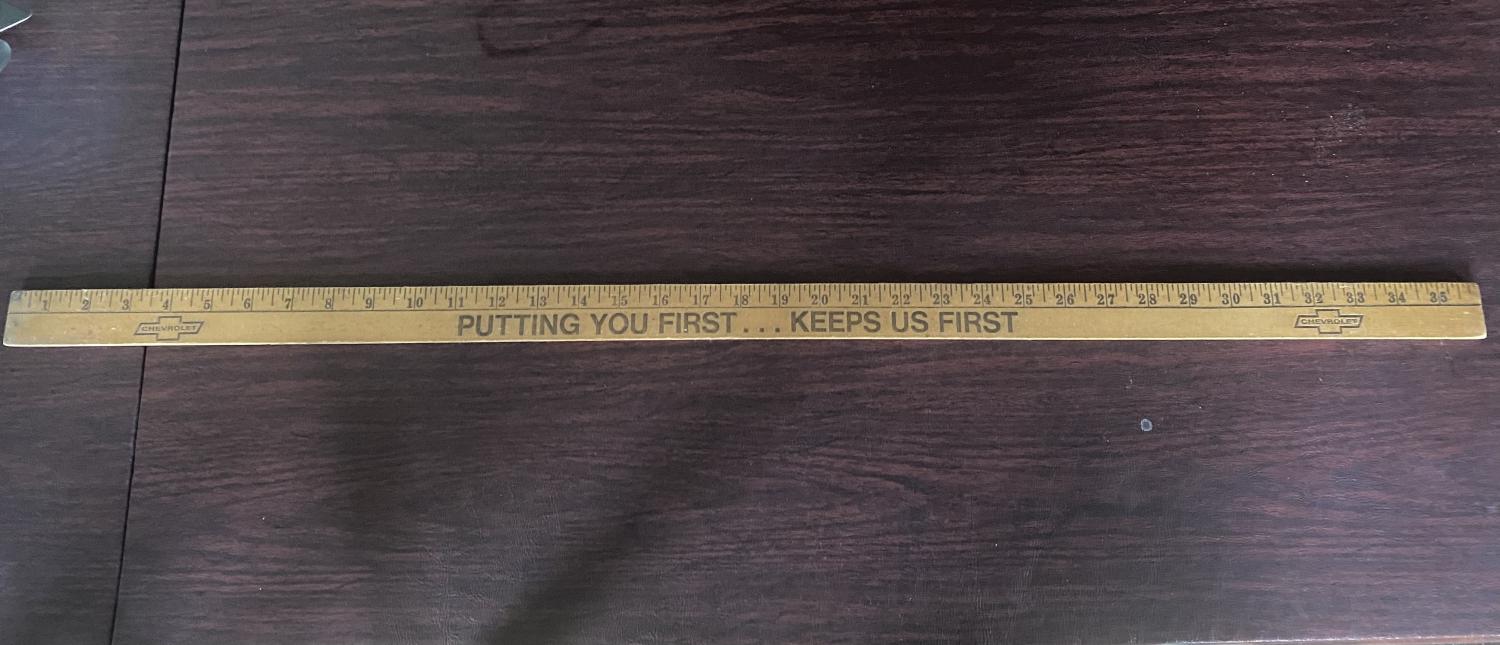 1 2 3 4 5 6 7 8 9 10 11 12 13 14 15 16 17 18 19 20 21 22 23 24 25 26 27 28 29 30 31 32 33 34 35
CHEVROLET PUTTING YOU FIRST... KEEPS US FIRST CHEVROLET